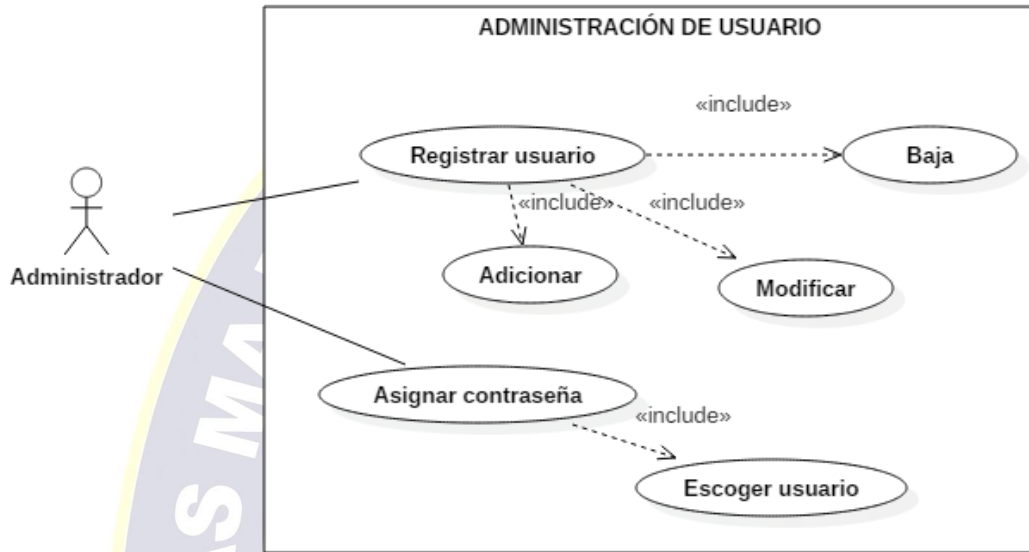 ADMINISTRACIÓN DE USUARIO
«include»
Registrar usuario
Baja
«include»
«include»
Administrador
Adicionar
Modificar
Asignar contraseña
«include»
Escoger usuario